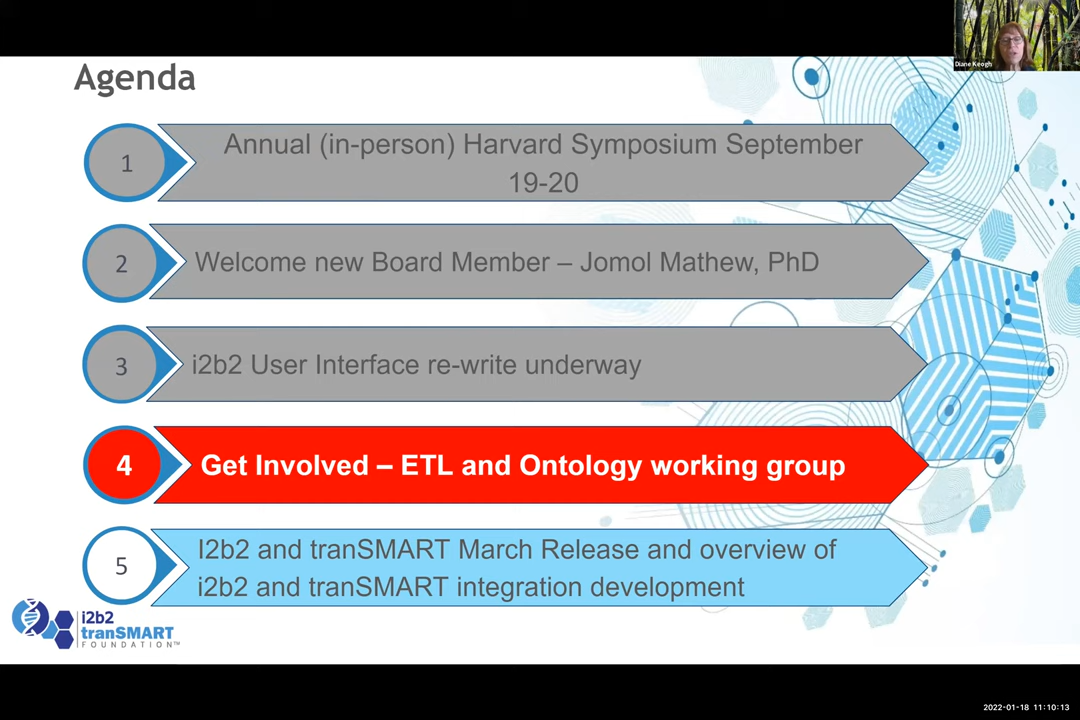 Diane Keogh
Agenda
1
Annual (in-person) Harvard Symposium September
19-20
2
Welcome new Board Member – Jomol Mathew, PhD
3
i2b2 User Interface re-write underway
4
Get Involved – ETL and Ontology working group
5
I2b2 and tranSMART March Release and overview of
i2b2 and tranSMART integration development
i2b2
tranSMART
FOUNDATION™
2022-01-18 11:10:13